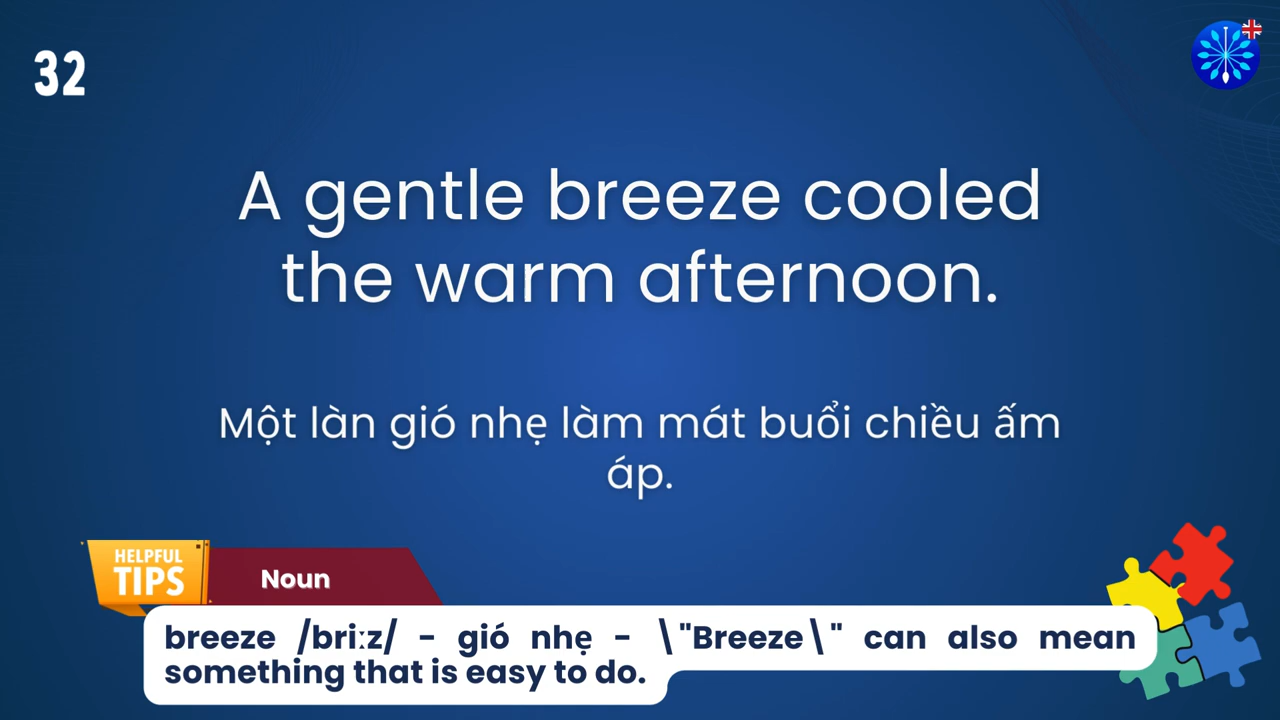 32
A gentle breeze cooled
the warm afternoon.
Một làn gió nhẹ làm mát buổi chiều ấm
áp.
HELPFUL
TIPS
Noun
breeze /briːz/ - gió nhẹ - \"Breeze\" can also mean
something that is easy to do.